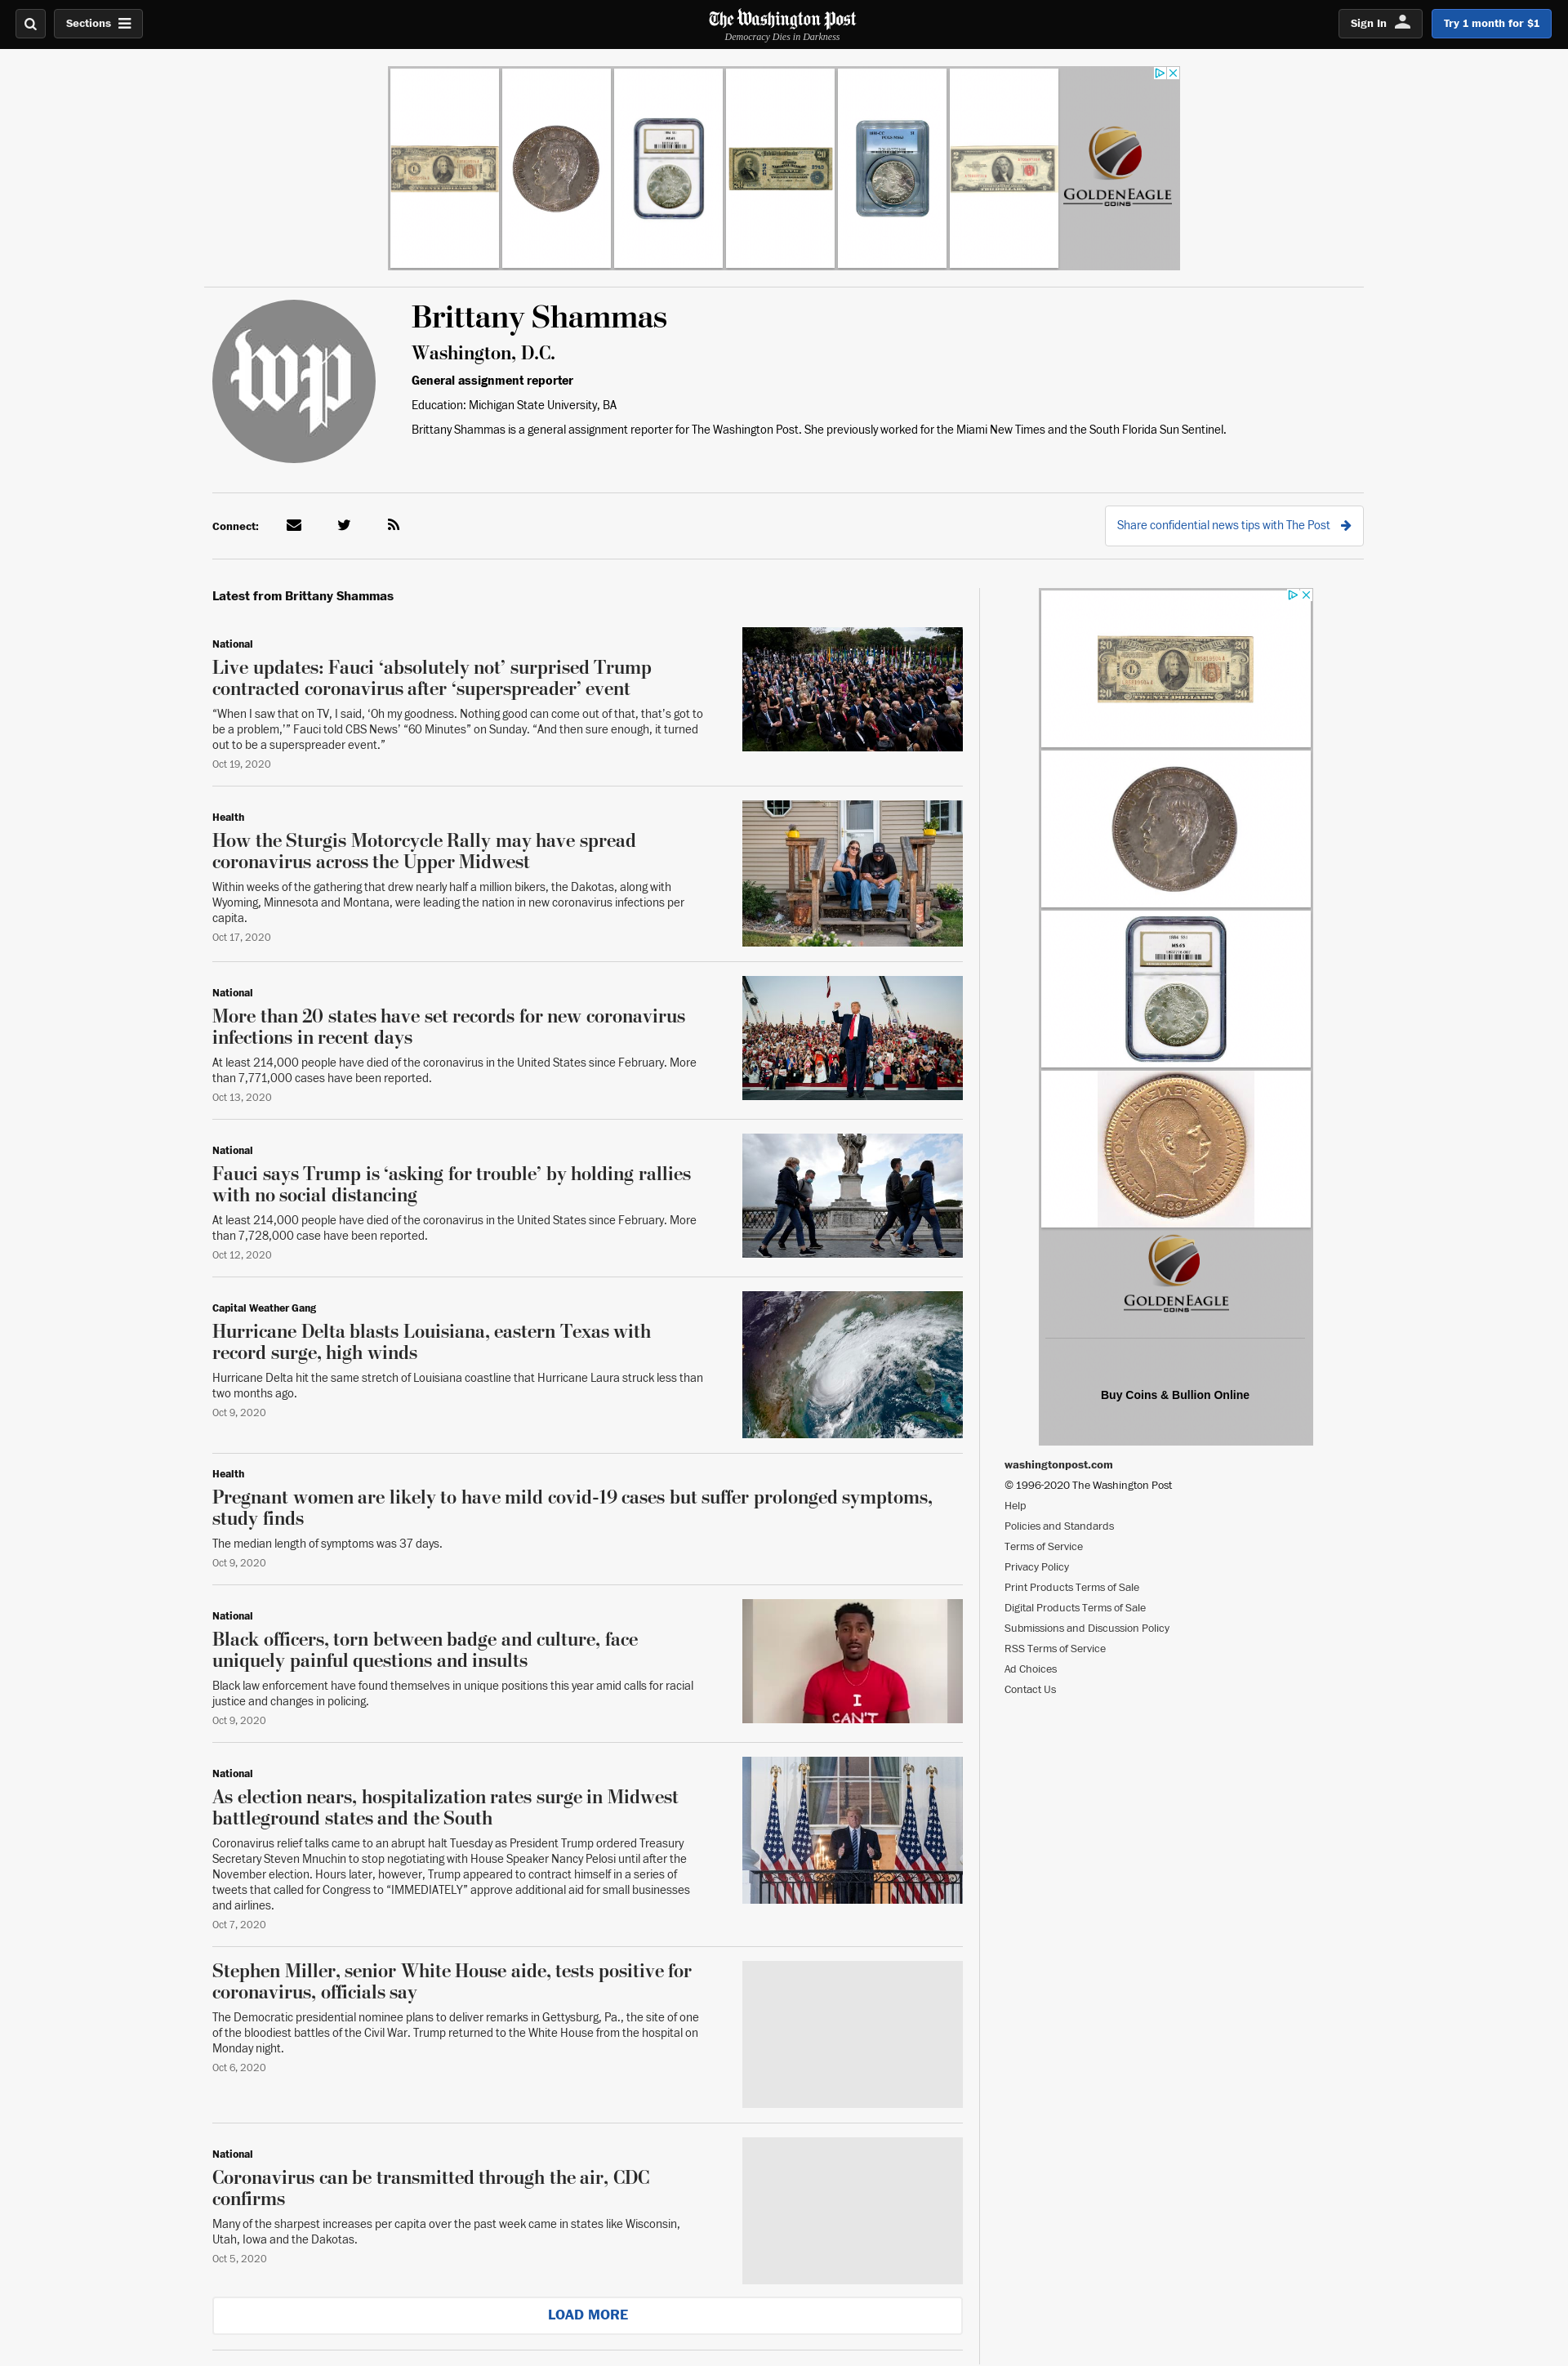 Sections
The Washington Post
Democracy Dies in Darkness
Sign In
Try 1 month for $1
GOLDENEAGLE
COINS
wp
Brittany Shammas
Washington, D.C.
General assignment reporter
Education: Michigan State University, BA
Brittany Shammas is a general assignment reporter for The Washington Post. She previously worked for the Miami New Times and the South Florida Sun Sentinel.
Connect:
Share confidential news tips with The Post
Latest from Brittany Shammas
National
Live updates: Fauci ‘absolutely not’ surprised Trump
contracted coronavirus after ‘superspreader’ event
“When I saw that on TV, I said, ‘Oh my goodness. Nothing good can come out of that, that’s got to
be a problem,’” Fauci told CBS News’ “60 Minutes” on Sunday. “And then sure enough, it turned
out to be a superspreader event.”
Oct 19, 2020
Health
How the Sturgis Motorcycle Rally may have spread
coronavirus across the Upper Midwest
Within weeks of the gathering that drew nearly half a million bikers, the Dakotas, along with
Wyoming, Minnesota and Montana, were leading the nation in new coronavirus infections per
capita.
Oct 17, 2020
National
More than 20 states have set records for new coronavirus
infections in recent days
At least 214,000 people have died of the coronavirus in the United States since February. More
than 7,771,000 cases have been reported.
Oct 13, 2020
National
Fauci says Trump is ‘asking for trouble’ by holding rallies
with no social distancing
At least 214,000 people have died of the coronavirus in the United States since February. More
than 7,728,000 case have been reported.
Oct 12, 2020
Capital Weather Gang
Hurricane Delta blasts Louisiana, eastern Texas with
record surge, high winds
Hurricane Delta hit the same stretch of Louisiana coastline that Hurricane Laura struck less than
two months ago.
Oct 9, 2020
Health
Pregnant women are likely to have mild covid-19 cases but suffer prolonged symptoms,
study finds
The median length of symptoms was 37 days.
Oct 9, 2020
National
Black officers, torn between badge and culture, face
uniquely painful questions and insults
Black law enforcement have found themselves in unique positions this year amid calls for racial
justice and changes in policing.
Oct 9, 2020
I
CAN'T
National
As election nears, hospitalization rates surge in Midwest
battleground states and the South
Coronavirus relief talks came to an abrupt halt Tuesday as President Trump ordered Treasury
Secretary Steven Mnuchin to stop negotiating with House Speaker Nancy Pelosi until after the
November election. Hours later, however, Trump appeared to contract himself in a series of
tweets that called for Congress to “IMMEDIATELY” approve additional aid for small businesses
and airlines.
Oct 7, 2020
Stephen Miller, senior White House aide, tests positive for
coronavirus, officials say
The Democratic presidential nominee plans to deliver remarks in Gettysburg, Pa., the site of one
of the bloodiest battles of the Civil War. Trump returned to the White House from the hospital on
Monday night.
Oct 6, 2020
National
Coronavirus can be transmitted through the air, CDC
confirms
Many of the sharpest increases per capita over the past week came in states like Wisconsin,
Utah, Iowa and the Dakotas.
Oct 5, 2020
LOAD MORE
GOLDENEAGLE
COINS
Buy Coins & Bullion Online
washingtonpost.com
© 1996-2020 The Washington Post
Help
Policies and Standards
Terms of Service
Privacy Policy
Print Products Terms of Sale
Digital Products Terms of Sale
Submissions and Discussion Policy
RSS Terms of Service
Ad Choices
Contact Us